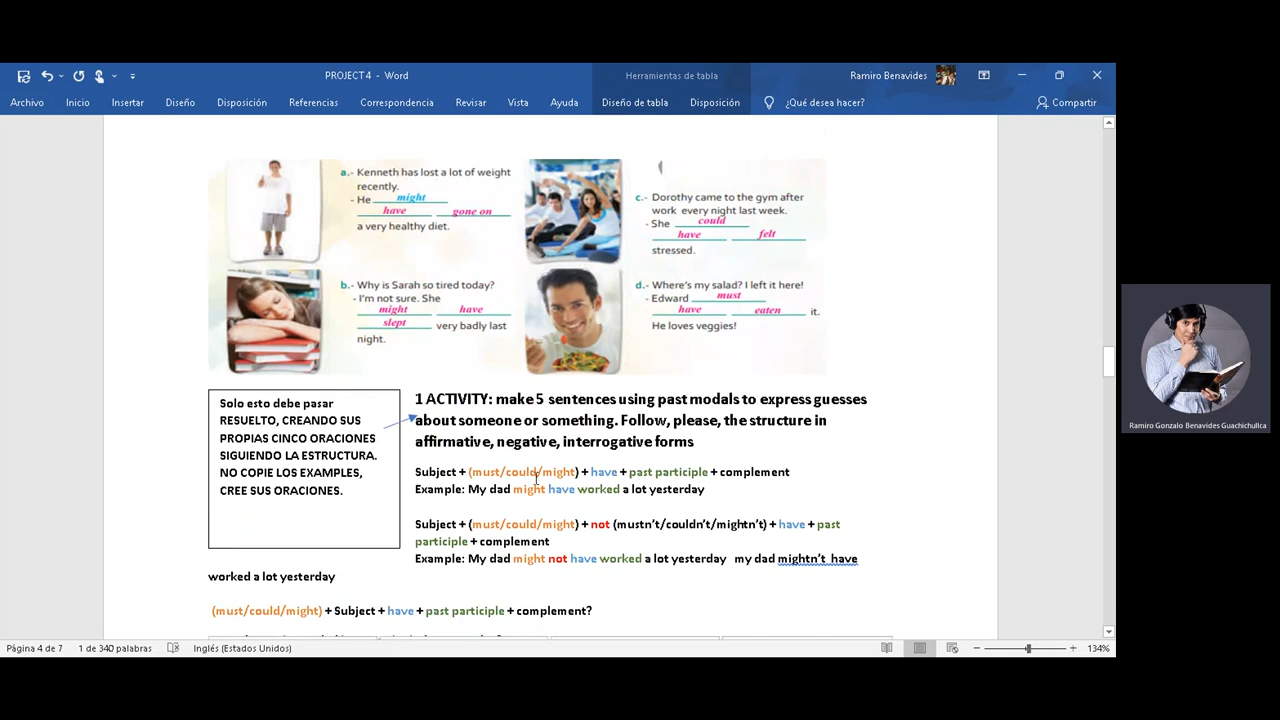 PROJECT4 - Word
Herramientas de tabla
Ramiro Benavides
Archivo Inicio Insertar Diseño Disposición Referencias Correspondencia Revisar Vista Ayuda Diseño de tabla Disposición ¿Qué desea hacer? Compartir
a.- Kenneth has lost a lot of weight
recently.
- He might
have gone on
a very healthy diet.
c.- Dorothy came to the gym after
work every night last week.
- She could
have felt
stressed.
b.- Why is Sarah so tired today?
- I'm not sure. She
might have
slept very badly last
night.
d.- Where's my salad? I left it here!
- Edward must
have eaten it.
He loves veggies!
Solo esto debe pasar
RESUELTO, CREANDO SUS
PROPIAS CINCO ORACIONES
SIGUIENDO LA ESTRUCTURA.
NO COPIE LOS EXAMPLES,
CREE SUS ORACIONES.
1 ACTIVITY: make 5 sentences using past modals to express guesses
about someone or something. Follow, please, the structure in
affirmative, negative, interrogative forms
Subject + (must/could/might) + have + past participle + complement
Example: My dad might have worked a lot yesterday
Subject + (must/could/might) + not (mustn't/couldn't/mightn't) + have + past
participle + complement
Example: My dad might not have worked a lot yesterday my dad mightn't have
worked a lot yesterday
(must/could/might) + Subject + have + past participle + complement?
Página 4 de 7 1 de 340 palabras Inglés (Estados Unidos) 134%
Ramiro Gonzalo Benavides Guachichullca